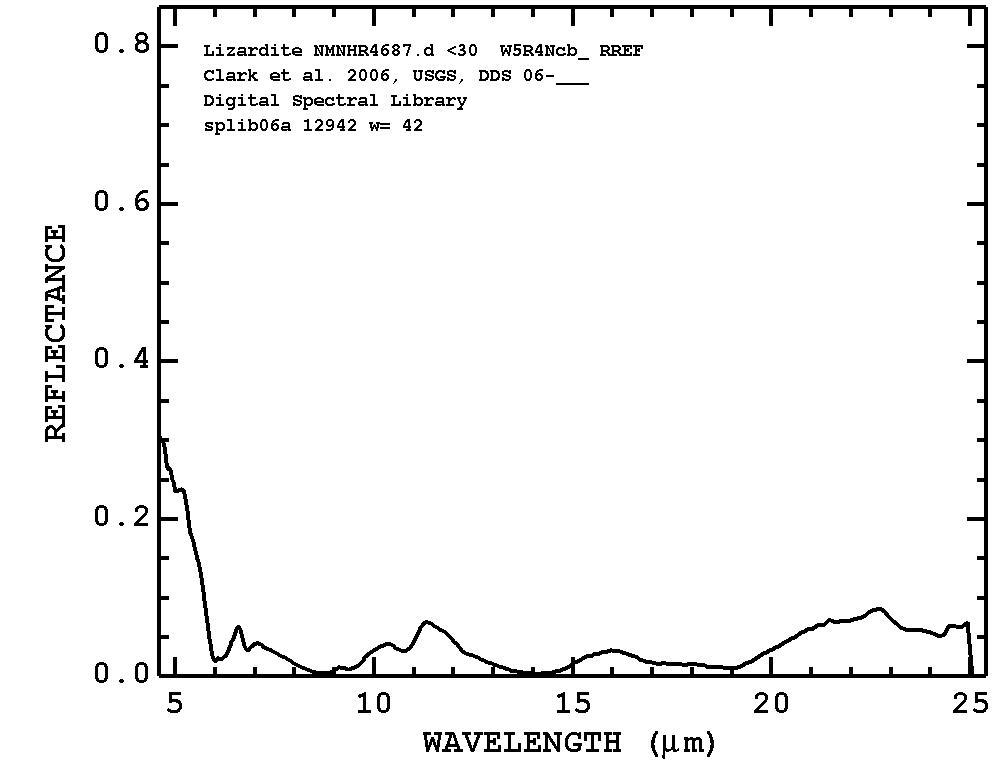 Lizardite NMNHR4687.d <30 W5R4Ncb_ RREF
Clark et al. 2006, USGS, DDS 06-___
Digital Spectral Library
splib06a 12942 w= 42
REFLECTANCE
0.8
0.6
0.4
0.2
0.0
5 10 15 20 25
WAVELENGTH (μm)